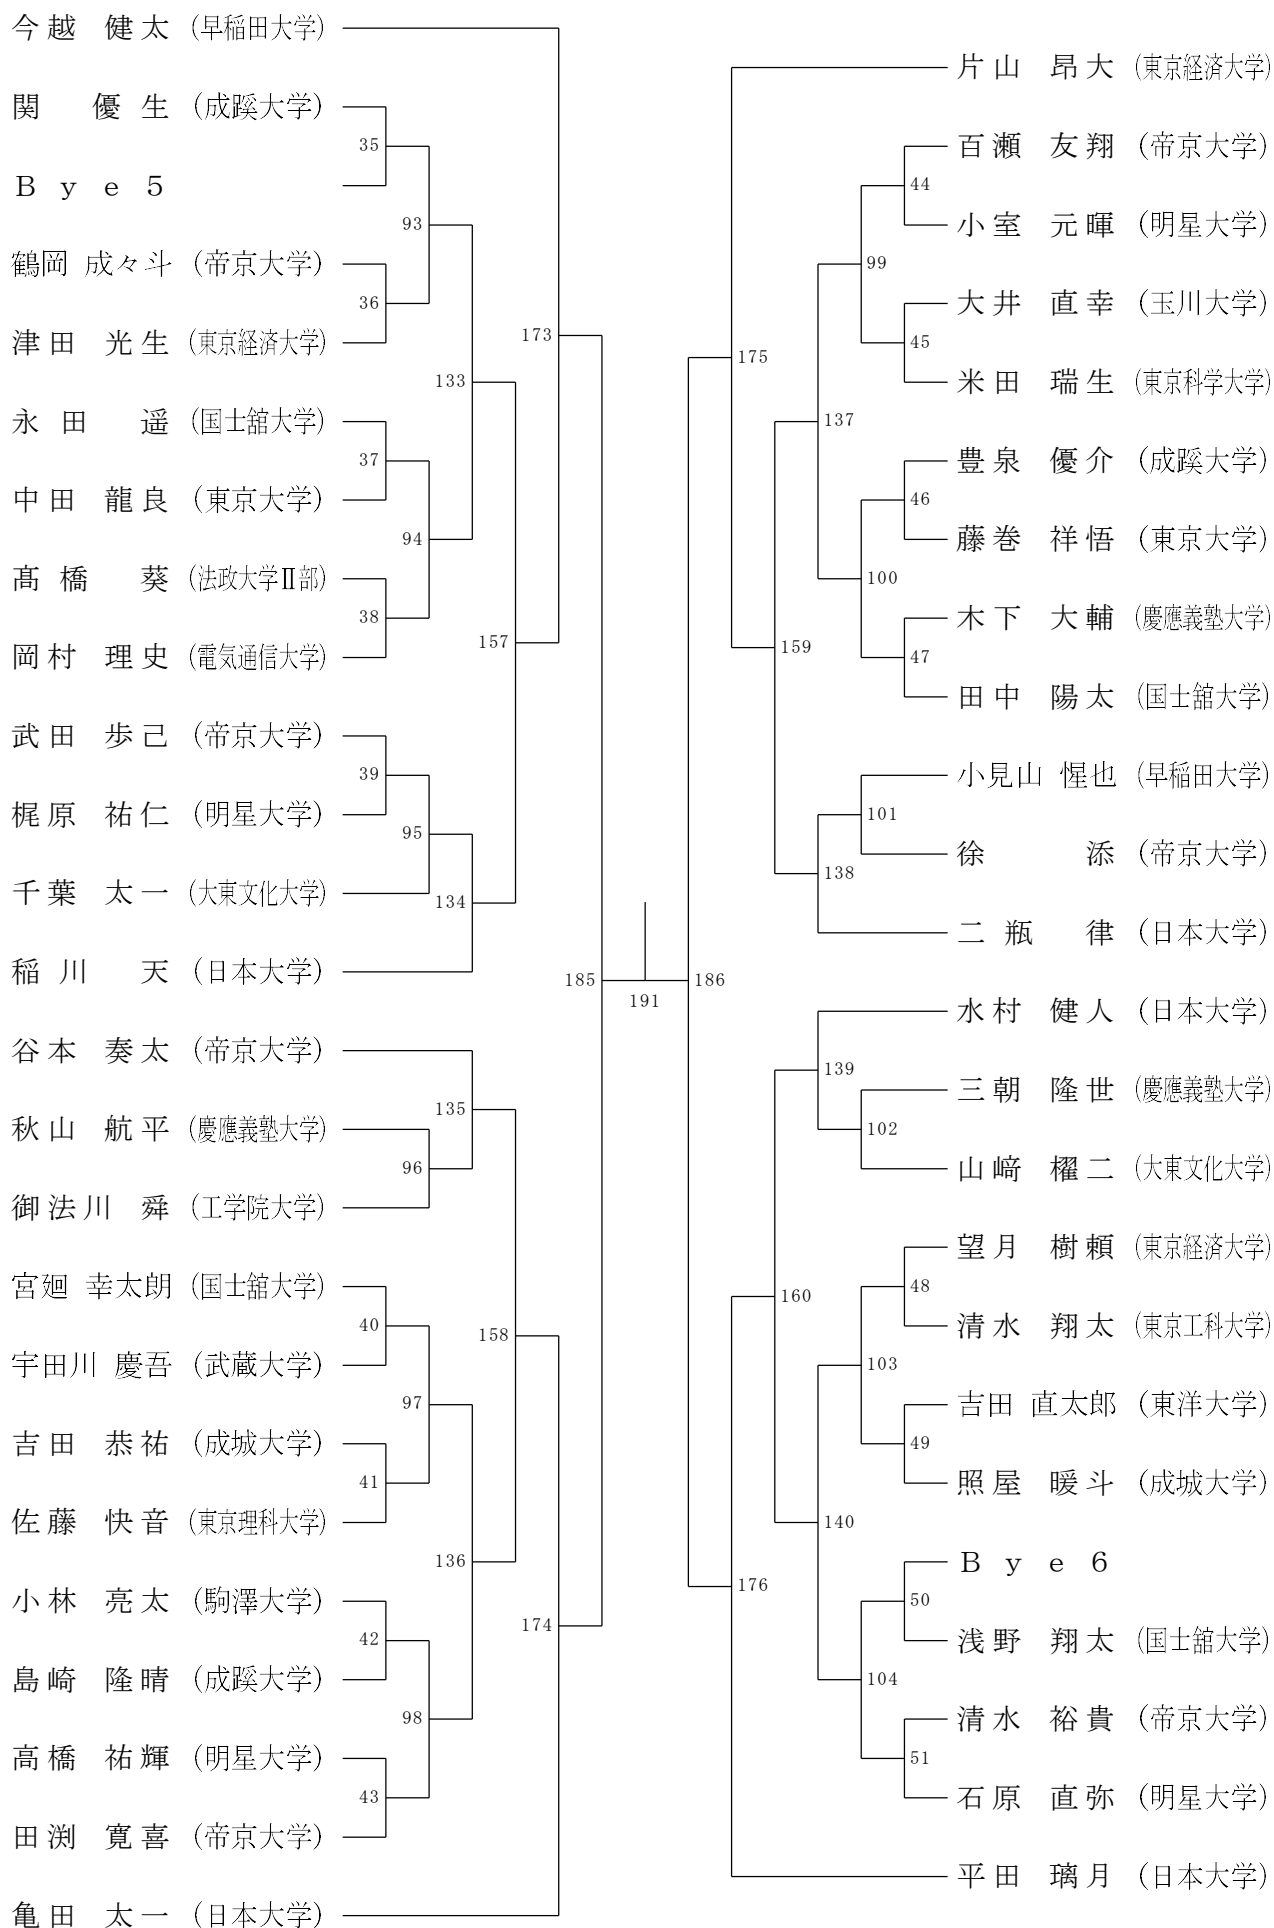 今越 健太 (早稲田大学)
関 優生 (成蹊大学)
35
Bye5
93
鶴岡 成々斗 (帝京大学)
36
津田 光生 (東京経済大学)
173
133
永田 遥 (国士舘大学)
37
中田 龍良 (東京大学)
94
髙橋 葵 (法政大学Ⅱ部)
38
岡村 理史 (電気通信大学)
157
武田 歩己 (帝京大学)
39
梶原 祐仁 (明星大学)
95
千葉 太一 (大東文化大学)
134
稲川 天 (日本大学)
185
191
谷本 奏太 (帝京大学)
135
秋山 航平 (慶應義塾大学)
96
御法川 舜 (工学院大学)
宮廻 幸太朗 (国士舘大学)
40
158
宇田川 慶吾 (武蔵大学)
97
吉田 恭祐 (成城大学)
41
佐藤 快音 (東京理科大学)
136
小林 亮太 (駒澤大学)
42
174
島崎 隆晴 (成蹊大学)
98
高橋 祐輝 (明星大学)
43
田渕 寛喜 (帝京大学)
亀田 太一 (日本大学)
片山 昂大 (東京経済大学)
百瀬 友翔 (帝京大学)
44
小室 元暉 (明星大学)
99
大井 直幸 (玉川大学)
45
175
米田 瑞生 (東京科学大学)
137
豊泉 優介 (成蹊大学)
46
藤巻 祥悟 (東京大学)
100
木下 大輔 (慶應義塾大学)
47
159
田中 陽太 (国士舘大学)
小見山 惺也 (早稲田大学)
101
徐 添 (帝京大学)
138
二瓶 律 (日本大学)
186
水村 健人 (日本大学)
139
三朝 隆世 (慶應義塾大学)
102
山﨑 櫂二 (大東文化大学)
望月 樹頼 (東京経済大学)
48
160
清水 翔太 (東京工科大学)
103
吉田 直太郎 (東洋大学)
49
照屋 暖斗 (成城大学)
140
Bye6
176
50
浅野 翔太 (国士舘大学)
104
清水 裕貴 (帝京大学)
51
石原 直弥 (明星大学)
平田 璃月 (日本大学)